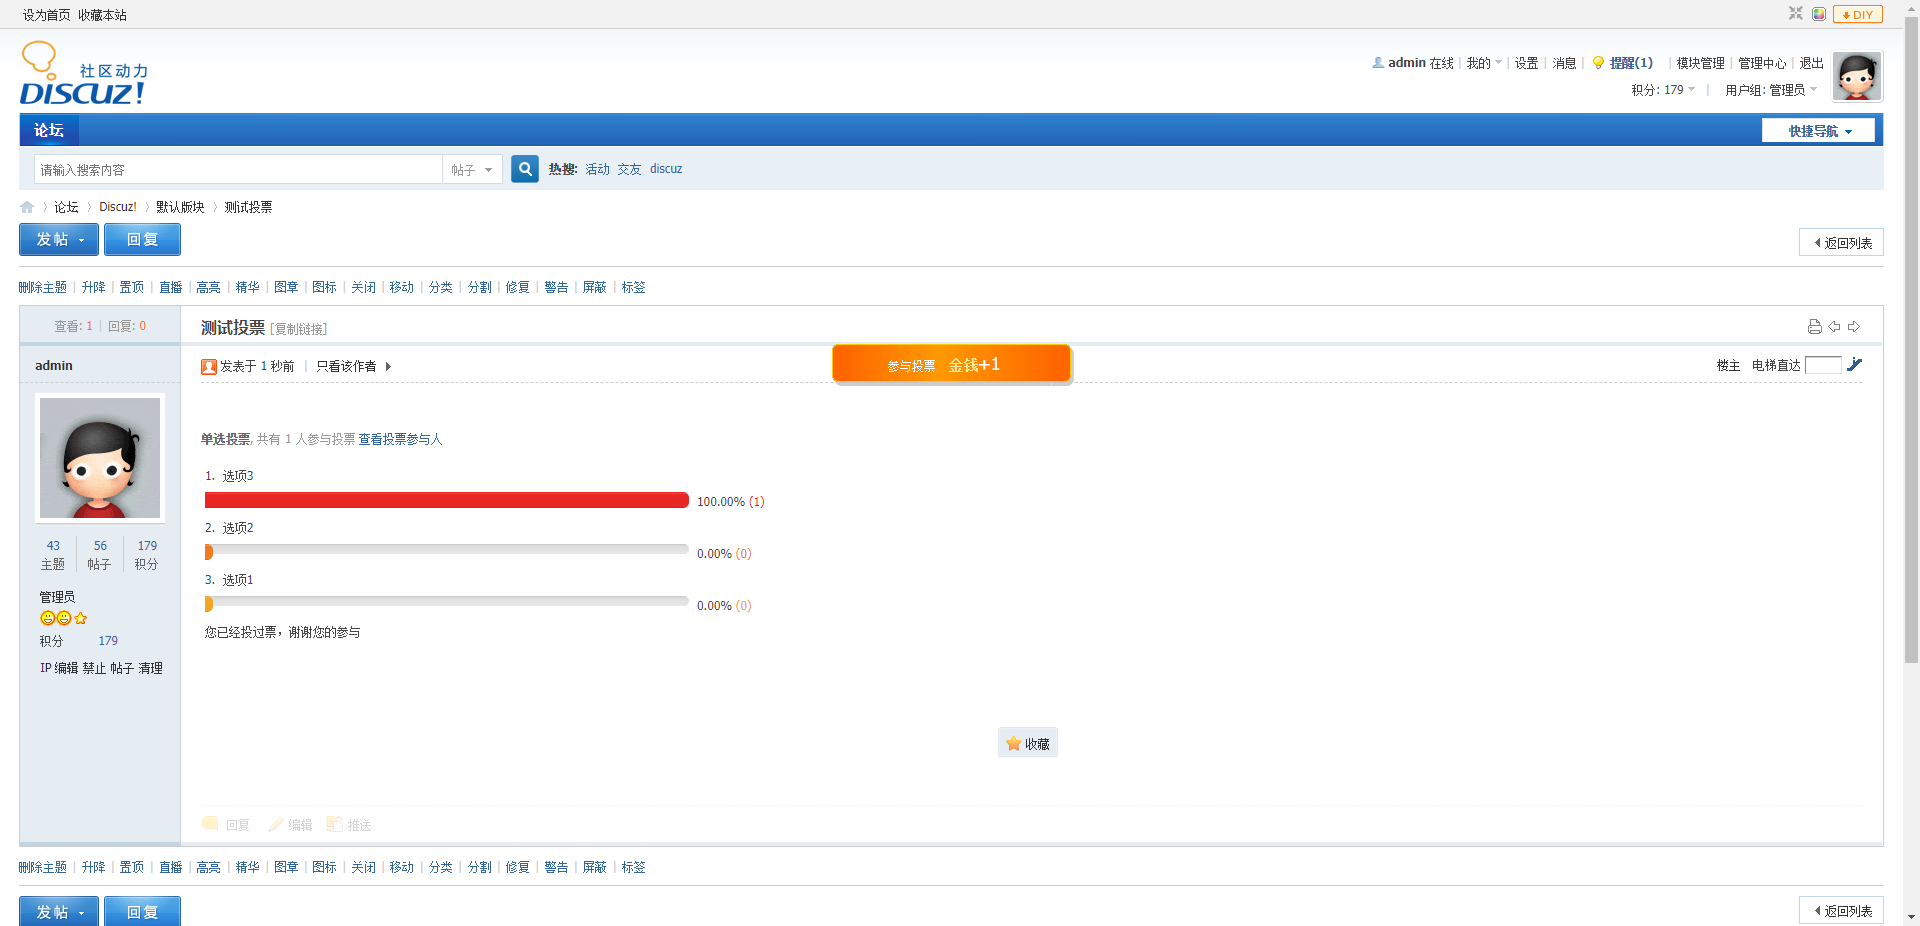 设为首页 收藏本站
DIY
社区动力
DISCUZ!
admin 在线 | 我的 | 设置 | 消息 | 提醒(1) | 模块管理 | 管理中心 | 退出
积分: 179 | 用户组: 管理员
论坛 快捷导航
请输入搜索内容 帖子 热搜: 活动 交友 discuz
论坛 › Discuz! › 默认版块 › 测试投票
发帖 回复 返回列表
删除主题 | 升降 | 置顶 | 直播 | 高亮 | 精华 | 图章 | 图标 | 关闭 | 移动 | 分类 | 分割 | 修复 | 警告 | 屏蔽 | 标签
查看: 1 | 回复: 0
测试投票 [复制链接]
admin
发表于 1 秒前 | 只看该作者
参与投票 金钱+1
楼主 电梯直达
单选投票, 共有 1 人参与投票 查看投票参与人
1. 选项3
100.00% (1)
2. 选项2
0.00% (0)
3. 选项1
0.00% (0)
您已经投过票，谢谢您的参与
43 56 179
主题 帖子 积分
管理员
积分 179
IP 编辑 禁止 帖子 清理
收藏
回复 编辑 推送
删除主题 | 升降 | 置顶 | 直播 | 高亮 | 精华 | 图章 | 图标 | 关闭 | 移动 | 分类 | 分割 | 修复 | 警告 | 屏蔽 | 标签
发帖 回复 返回列表